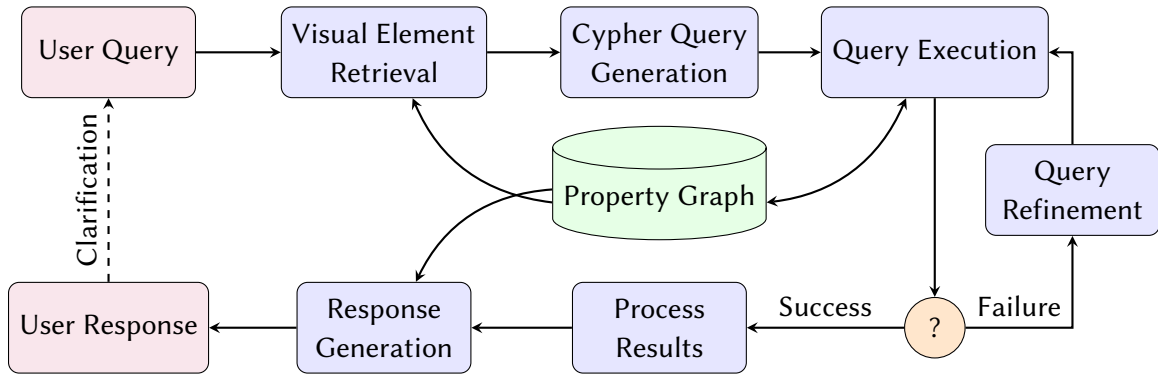 User Query
Visual Element
Retrieval
Cypher Query
Generation
Query Execution
Clarification
Property Graph
Query
Refinement
User Response
Response
Generation
Process
Results
Success
?
Failure